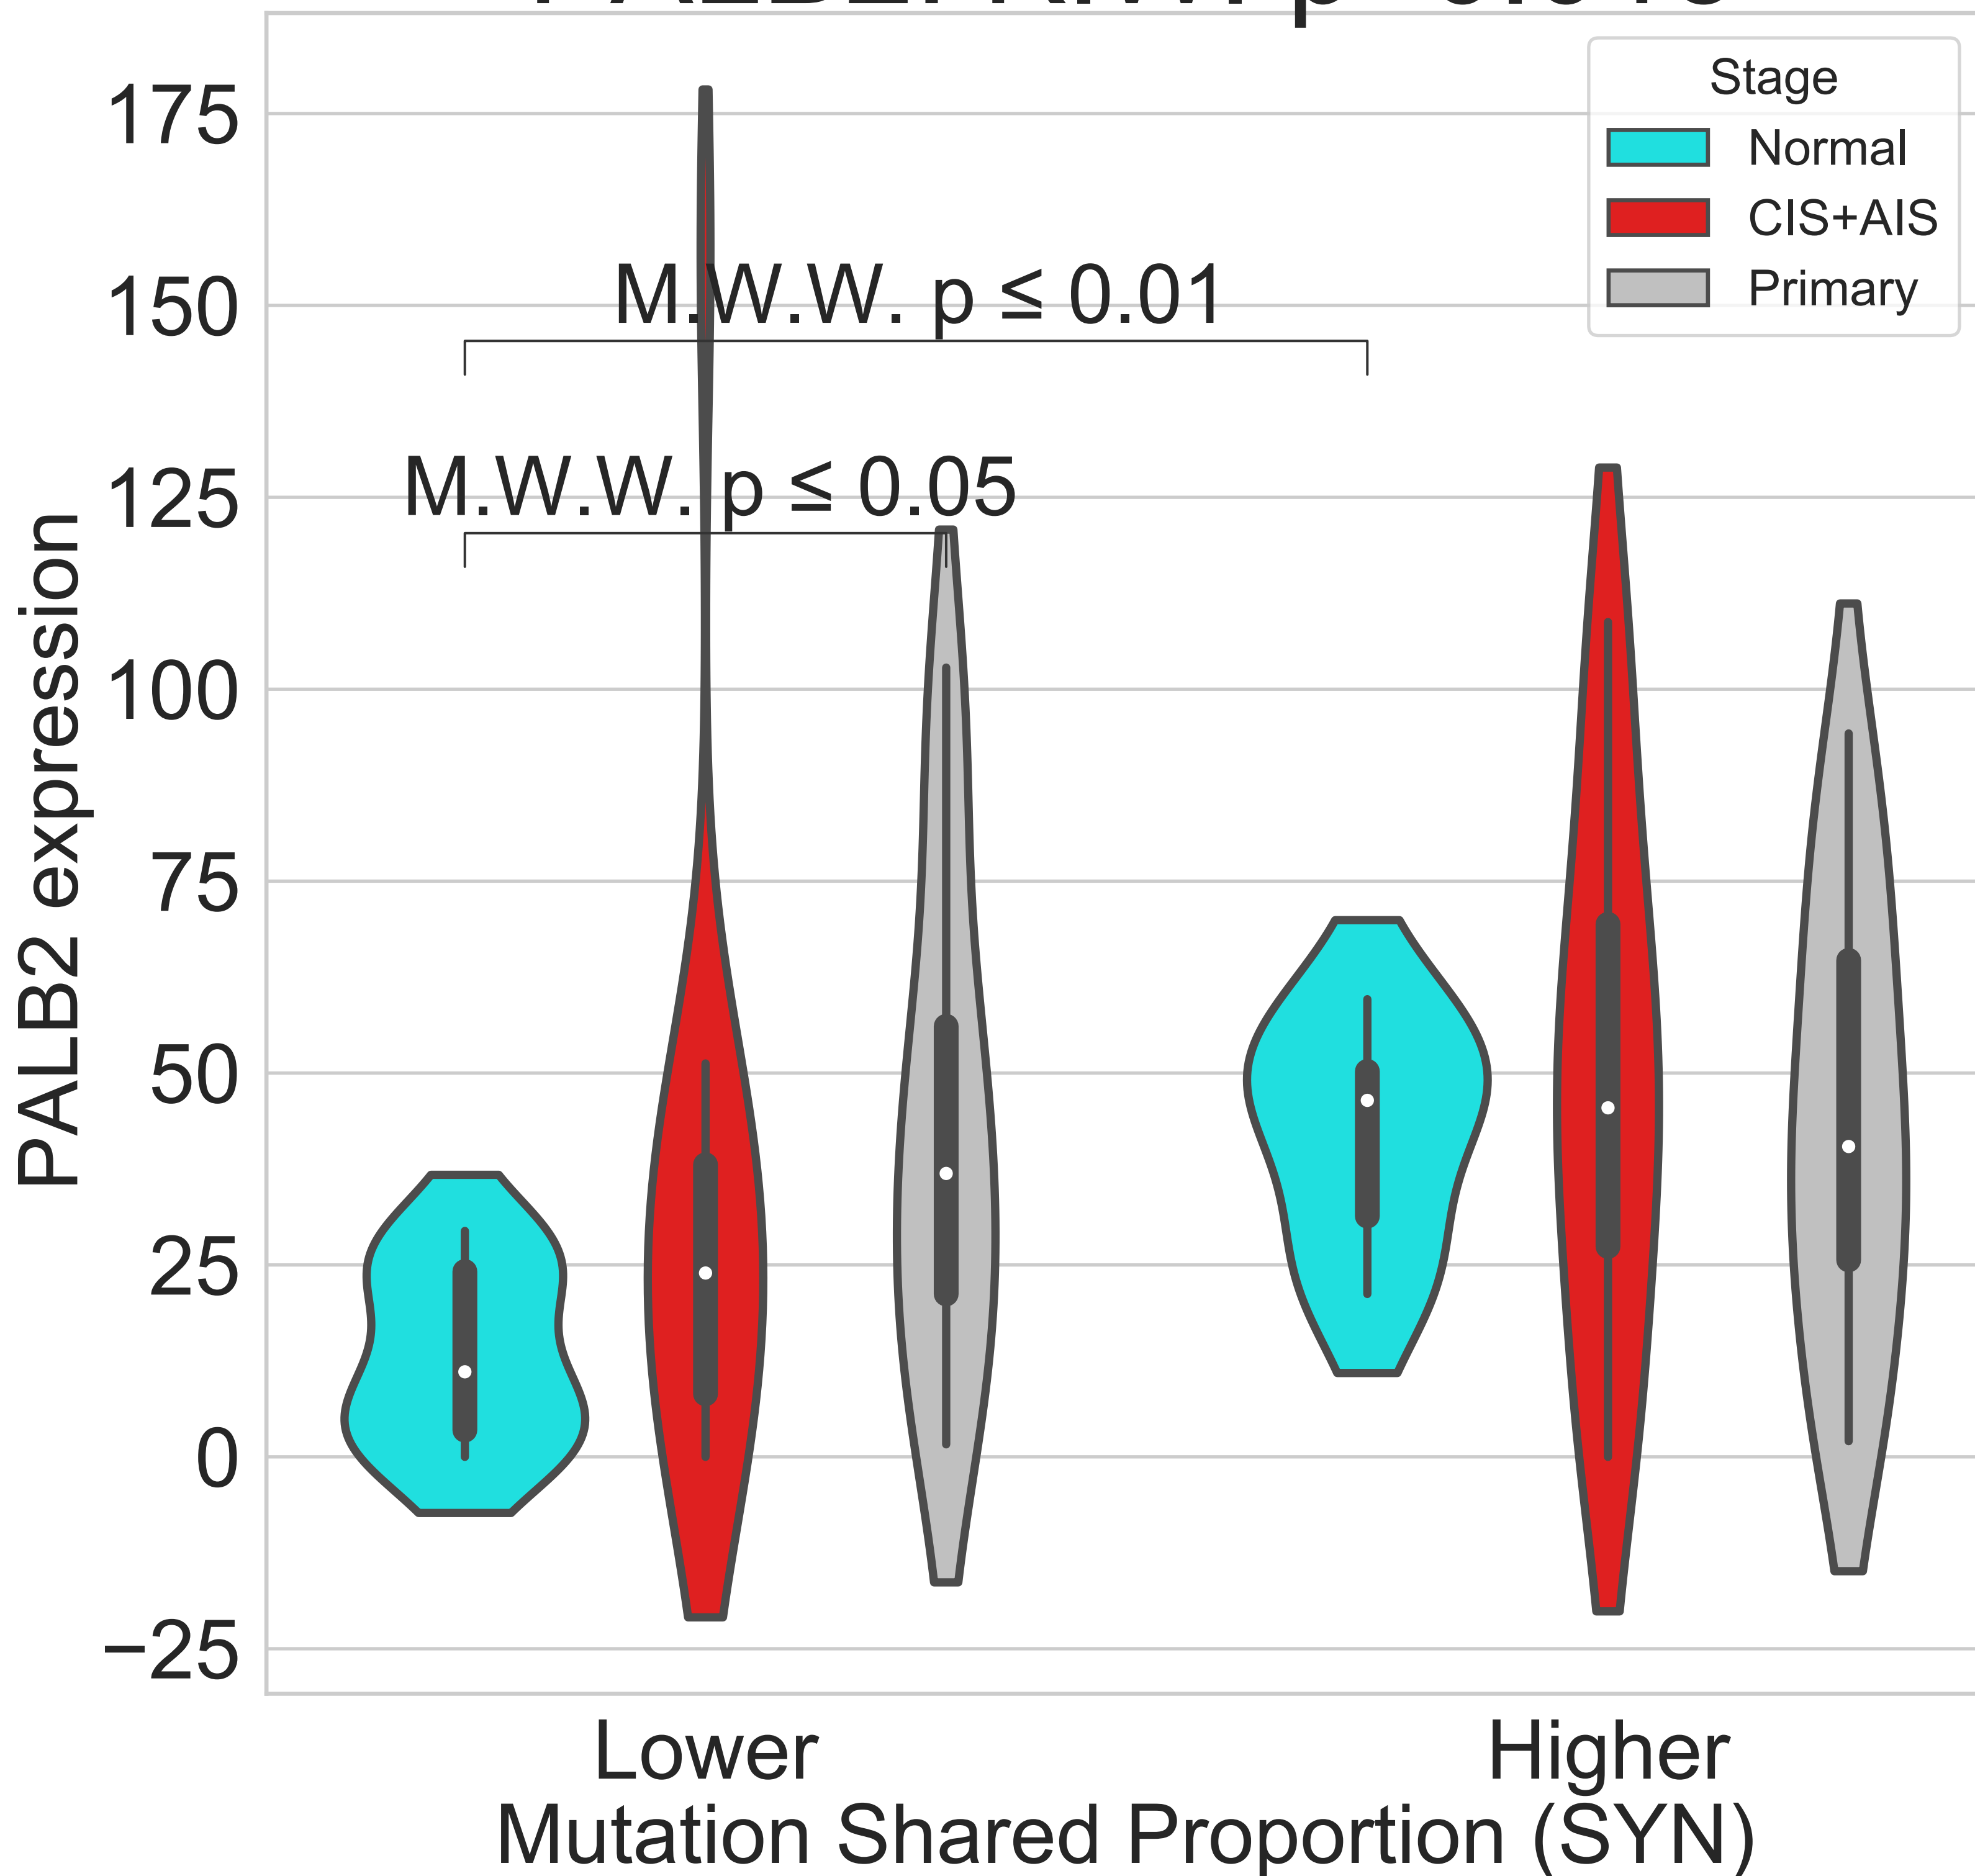 Stage
Normal
CIS+AIS
Primary
175
150
125
100
75
50
25
0
−25
PALB2 expression
M.W.W. p ≤ 0.01
M.W.W. p ≤ 0.05
Lower
Higher
Mutation Shared Proportion (SYN)